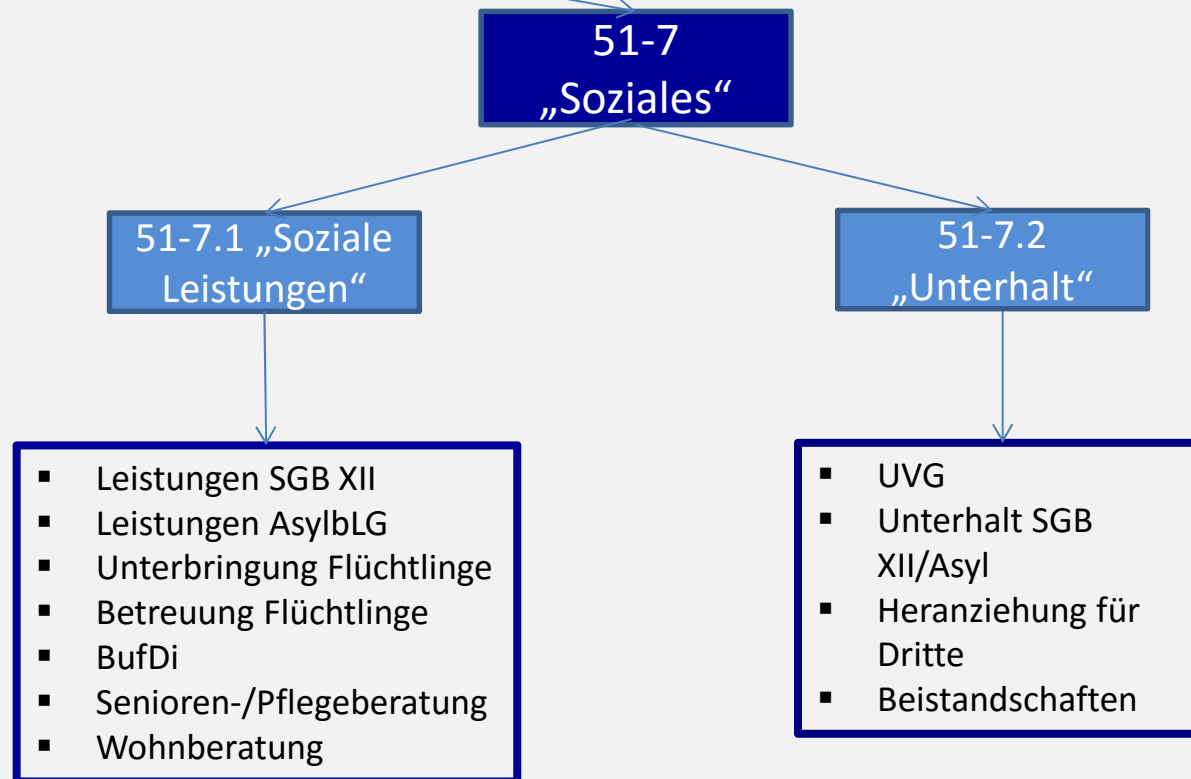 51-7
„Soziales“
51-7.1 „Soziale
Leistungen“
51-7.2
„Unterhalt“
▪ Leistungen SGB XII
▪ Leistungen AsylbLG
▪ Unterbringung Flüchtlinge
▪ Betreuung Flüchtlinge
▪ BufDi
▪ Senioren-/Pflegeberatung
▪ Wohnberatung
▪ UVG
▪ Unterhalt SGB
XII/Asyl
▪ Heranziehung für
Dritte
▪ Beistandschaften